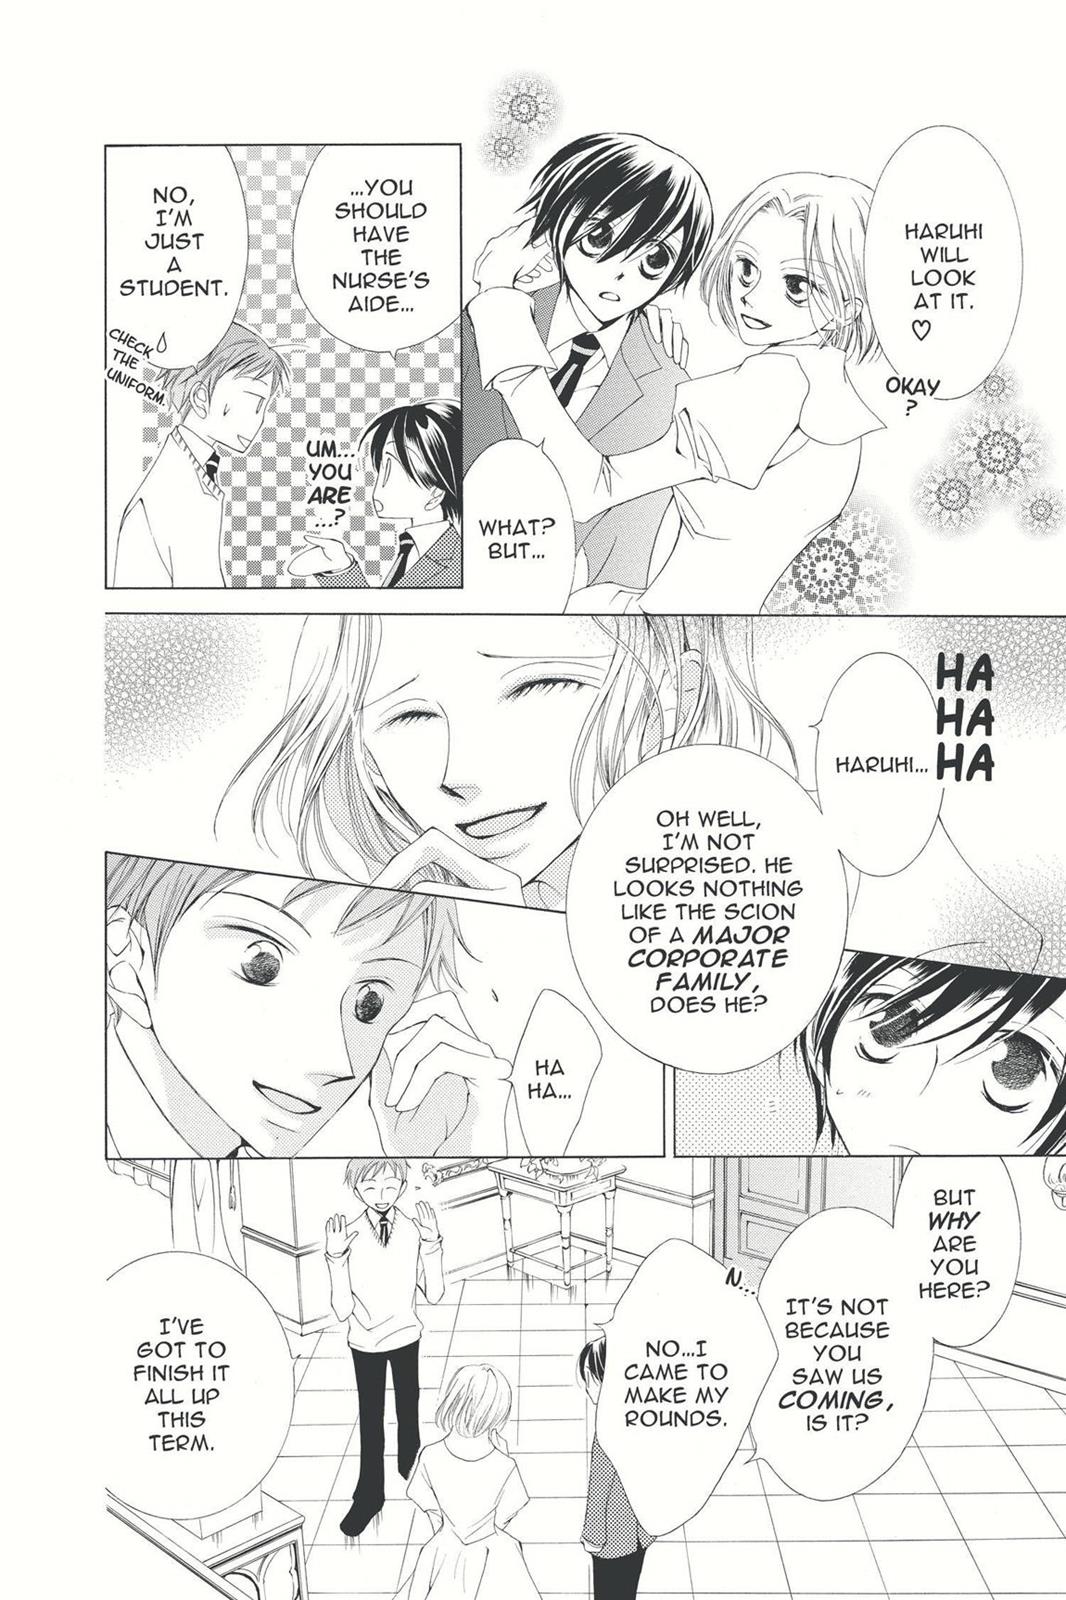 HARUHI
WILL
LOOK
AT IT.
♡
OKAY
?
WHAT?
BUT...
...YOU
SHOULD
HAVE
THE
NURSE'S
AIDE...
UM...
YOU
ARE
...?
NO,
I'M
JUST
A
STUDENT.
CHECK
THE
UNIFORM.
HA
HA
HA
HARUHI...
OH WELL,
I'M NOT
SURPRISED. HE
LOOKS NOTHING
LIKE THE SCION
OF A MAJOR
CORPORATE
FAMILY,
DOES HE?
HA
HA...
BUT
WHY
ARE
YOU
HERE?
IT'S NOT
BECAUSE
YOU
SAW US
COMING,
IS IT?
N...
NO...I
CAME TO
MAKE MY
ROUNDS.
I'VE
GOT TO
FINISH IT
ALL UP
THIS
TERM.